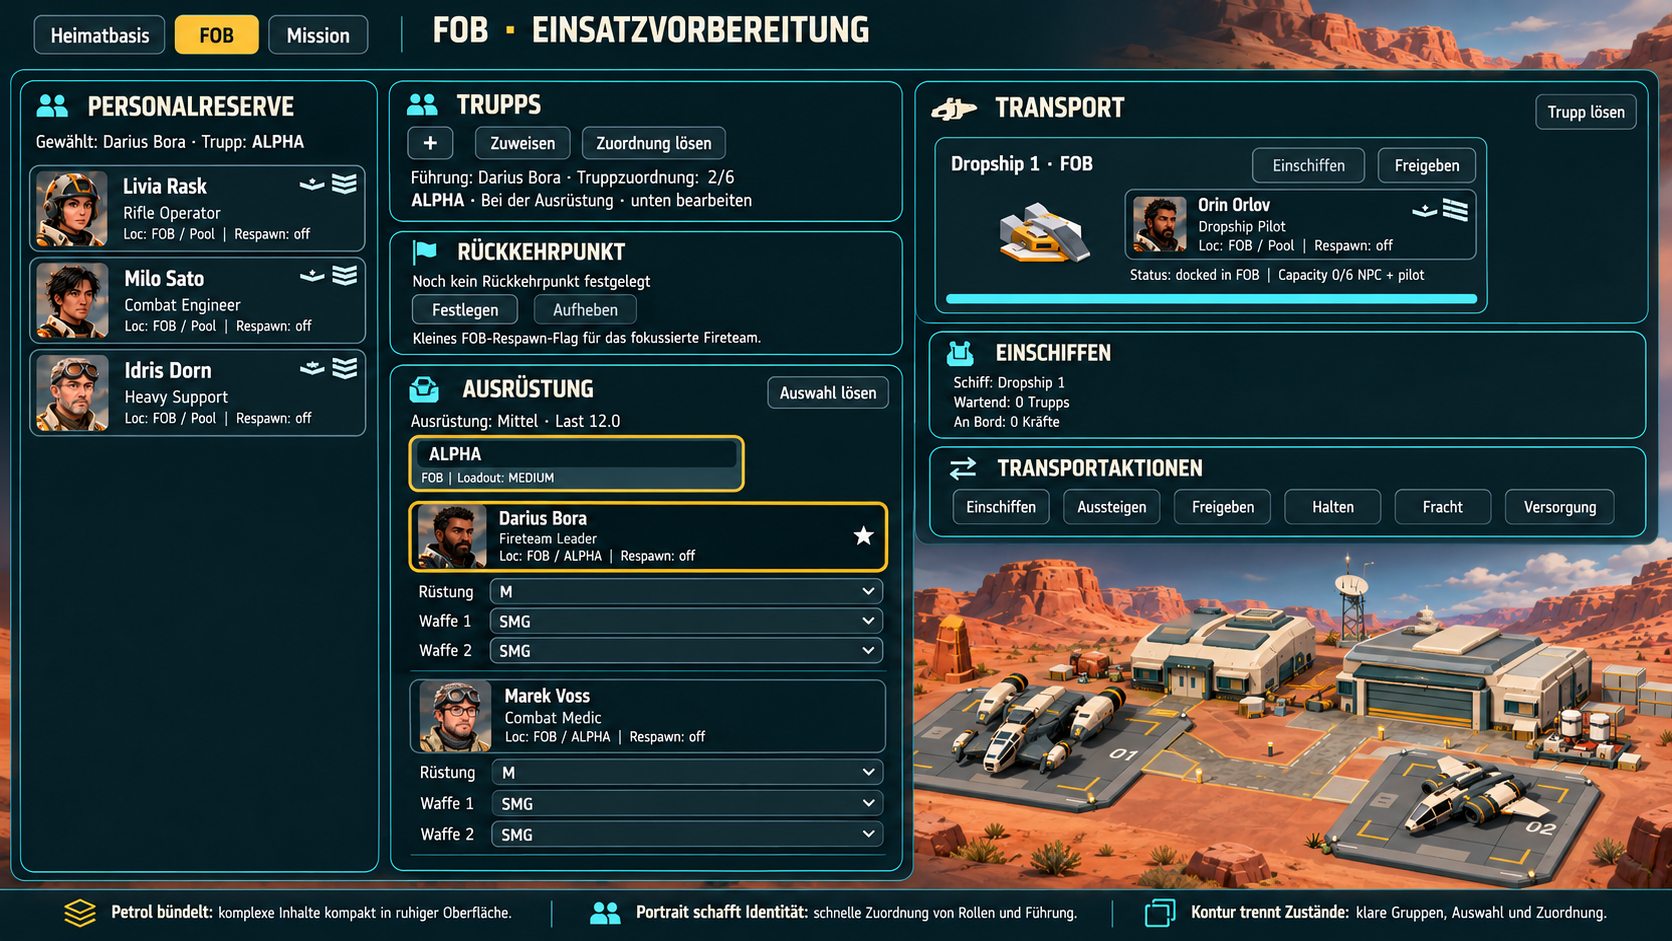 Heimatbasis
FOB
Mission
FOB · EINSATZVORBEREITUNG
PERSONALRESERVE
Gewählt: Darius Bora · Trupp: ALPHA
Livia Rask
Rifle Operator
Loc: FOB / Pool | Respawn: off
Milo Sato
Combat Engineer
Loc: FOB / Pool | Respawn: off
Idris Dorn
Heavy Support
Loc: FOB / Pool | Respawn: off
TRUPPS
+
Zuweisen
Zuordnung lösen
Führung: Darius Bora · Truppzuordnung: 2/6
ALPHA · Bei der Ausrüstung · unten bearbeiten
RÜCKKEHRPUNKT
Noch kein Rückkehrpunkt festgelegt
Festlegen
Aufheben
Kleines FOB-Respawn-Flag für das fokussierte Fireteam.
AUSRÜSTUNG
Auswahl lösen
Ausrüstung: Mittel · Last 12.0
ALPHA
FOB | Loadout: MEDIUM
Darius Bora
Fireteam Leader
Loc: FOB / ALPHA | Respawn: off
Rüstung M
Waffe 1 SMG
Waffe 2 SMG
Marek Voss
Combat Medic
Loc: FOB / ALPHA | Respawn: off
Rüstung M
Waffe 1 SMG
Waffe 2 SMG
TRANSPORT
Trupp lösen
Dropship 1 · FOB
Einschiffen
Freigeben
Orin Orlov
Dropship Pilot
Loc: FOB / Pool | Respawn: off
Status: docked in FOB | Capacity 0/6 NPC + pilot
EINSCHIFFEN
Schiff: Dropship 1
Wartend: 0 Trupps
An Bord: 0 Kräfte
TRANSPORTAKTIONEN
Einschiffen
Aussteigen
Freigeben
Halten
Fracht
Versorgung
01
02
Petrol bündelt: komplexe Inhalte kompakt in ruhiger Oberfläche.
Portrait schafft Identität: schnelle Zuordnung von Rollen und Führung.
Kontur trennt Zustände: klare Gruppen, Auswahl und Zuordnung.